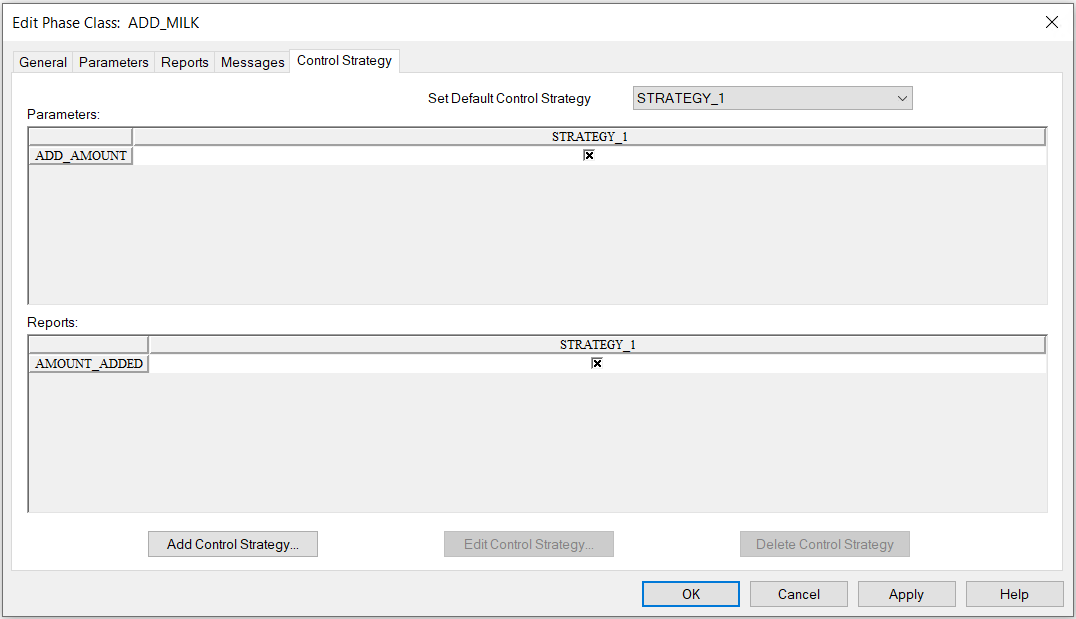 Edit Phase Class: ADD_MILK
General Parameters Reports Messages Control Strategy
Set Default Control Strategy STRATEGY_1
Parameters:
STRATEGY_1
ADD_AMOUNT
Reports:
STRATEGY_1
AMOUNT_ADDED
Add Control Strategy... Edit Control Strategy... Delete Control Strategy
OK Cancel Apply Help